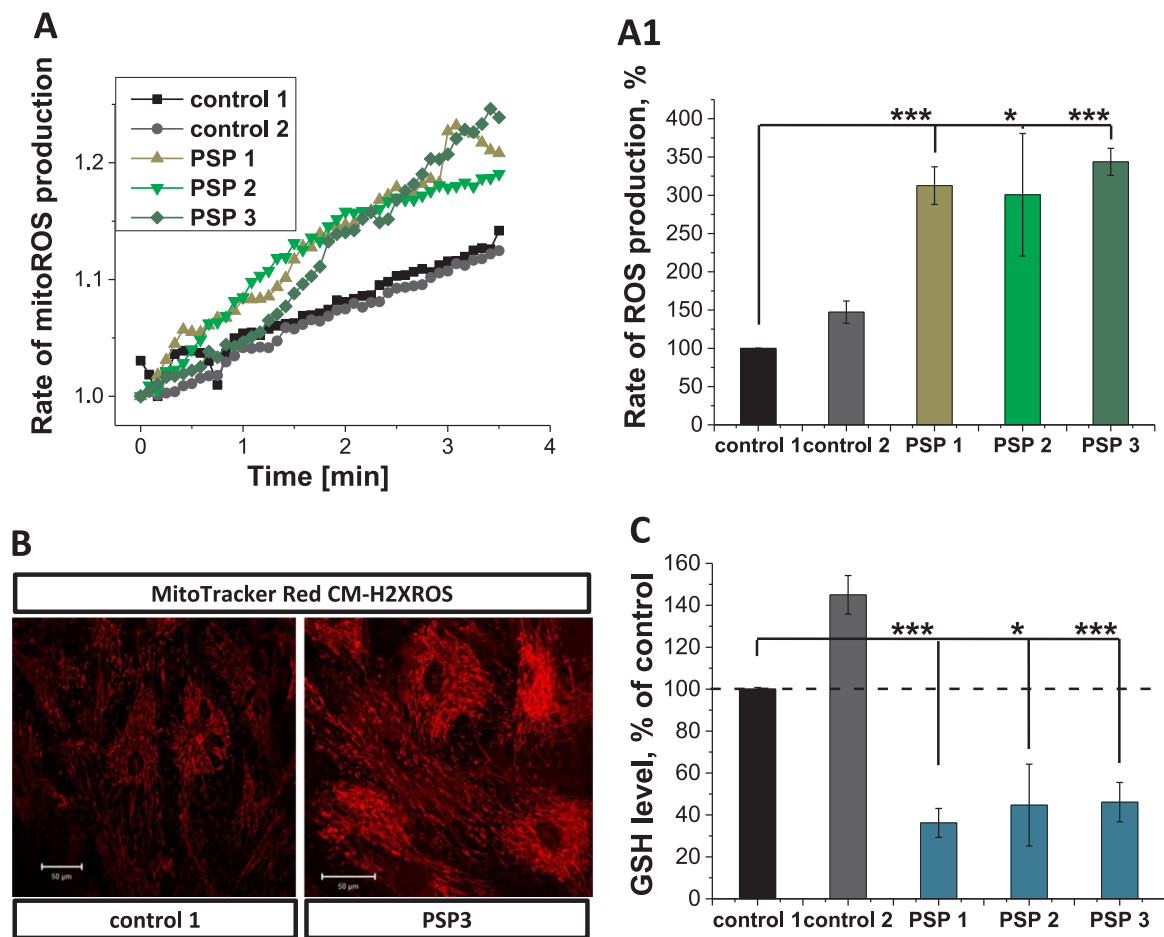 A
Rate of mitoROS production
1.2
1.1
1.0
control 1
control 2
PSP 1
PSP 2
PSP 3
0 1 2 3 4
Time [min]
A1
Rate of ROS production, %
400
350
300
250
200
150
100
50
0
*** * ***
control 1 control 2 PSP 1 PSP 2 PSP 3
B
MitoTracker Red CM-H2XROS
50 µm
50 µm
control 1
PSP3
C
GSH level, % of control
160
140
120
100
80
60
40
20
0
*** * ***
control 1 control 2 PSP 1 PSP 2 PSP 3